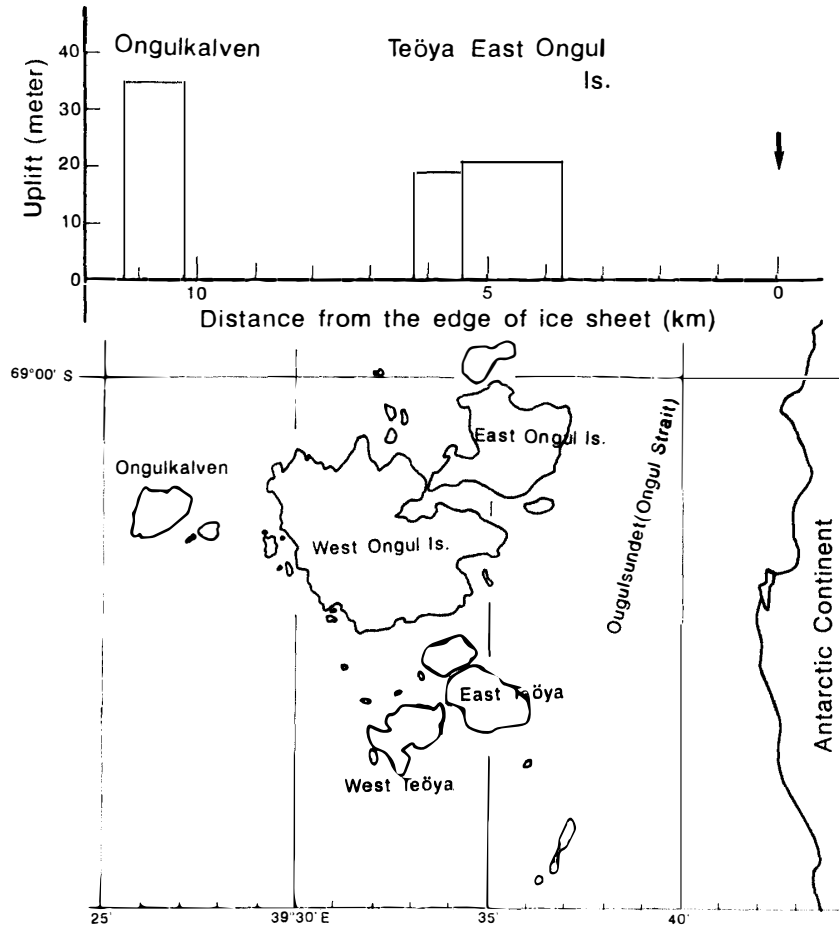 Ongulkalven
Teöya East Ongul
Is.
Uplift (meter)
40
30
20
10
0
10
5
0
Distance from the edge of ice sheet (km)
69°00' S
East Ongul Is.
Ongulkalven
West Ongul Is.
Ougulsundet(Ongul Strait)
Antarctic Continent
East Teöya
West Teöya
25'
39°30' E
35'
40'